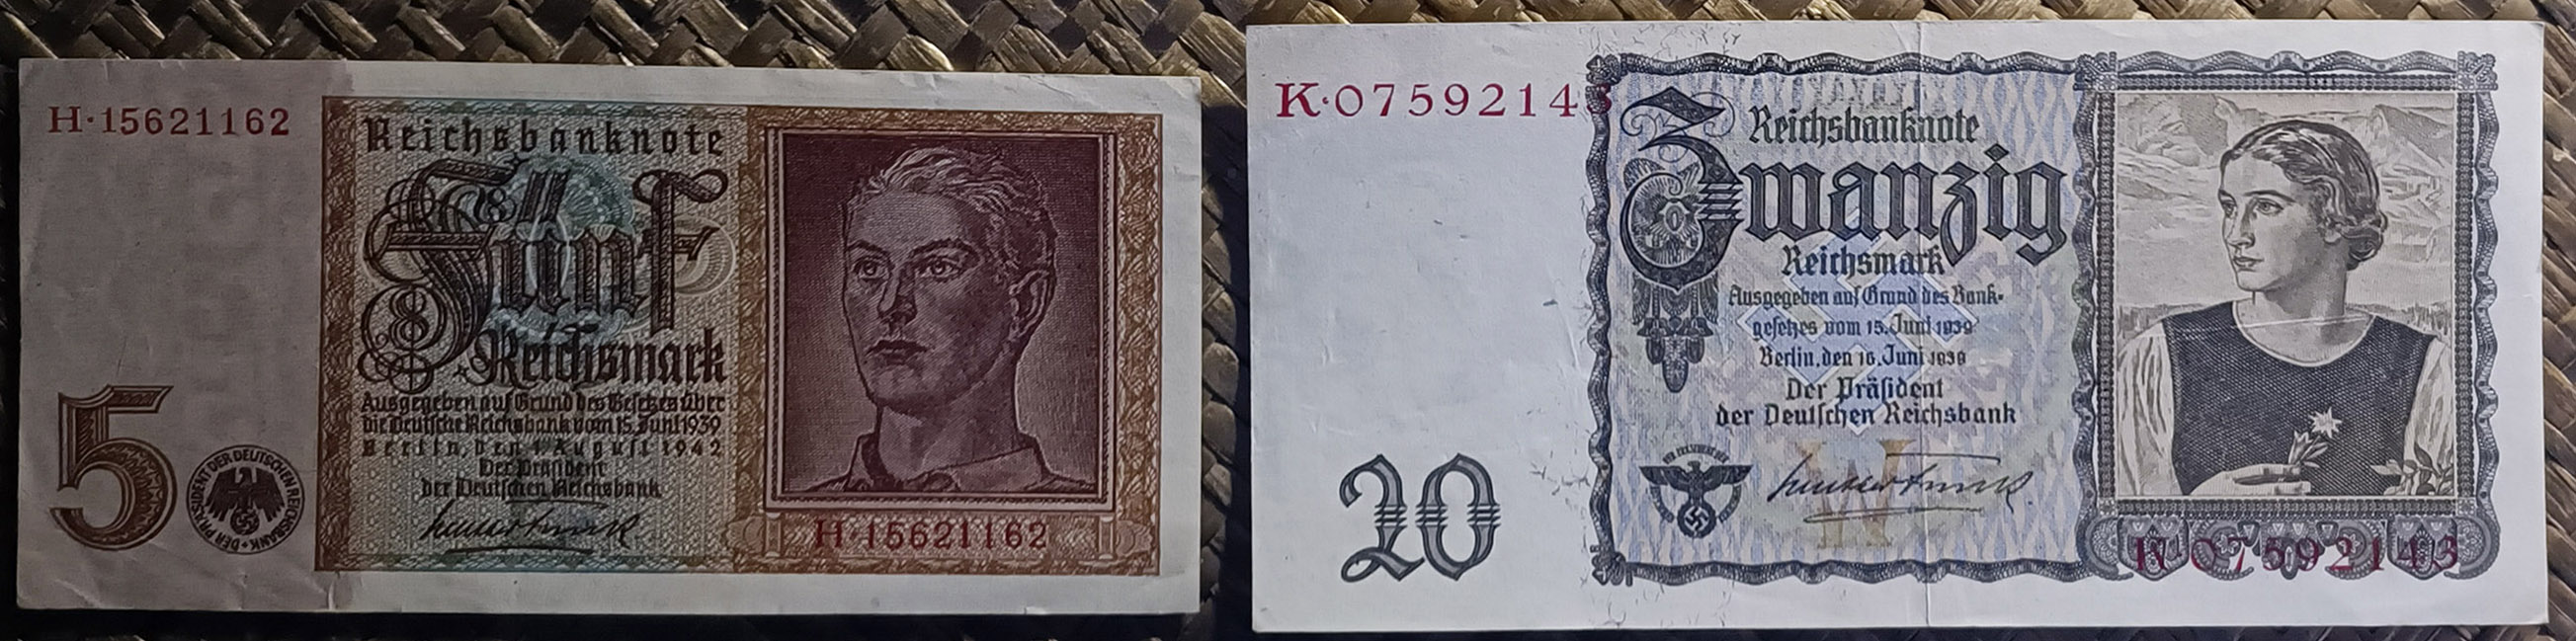 H·15621162
Reichsbanknote
Fünf
Reichsmark
Ausgegeben auf Grund des Gesetzes über
die Deutsche Reichsbank vom 15. Juni 1939
Berlin, den 1. August 1942
Der Präsident
der Deutschen Reichsbank
5
DER PRÄSIDENT DER DEUTSCHEN REICHSBANK
H·15621162
K·07592143
Reichsbanknote
Zwanzig
Reichsmark
Ausgegeben auf Grund des Bank-
gesetzes vom 15. Juni 1939
Berlin, den 16. Juni 1939
Der Präsident
der Deutschen Reichsbank
20
N
K·07592143